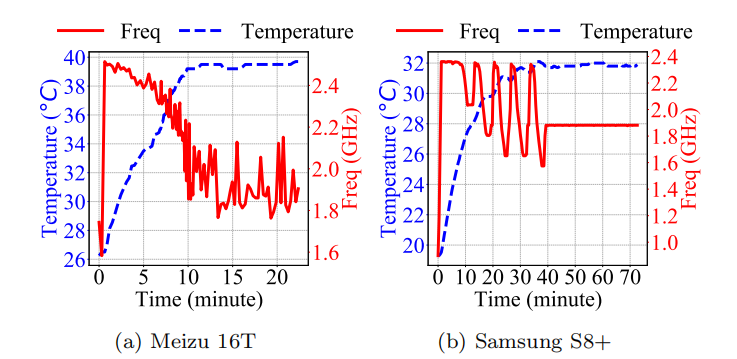 Freq Temperature Freq Temperature
40
38
36
34
32
30
28
26
Temperature (°C)
2.4
2.2
2.0
1.8
1.6
Freq (GHz)
0 5 10 15 20
Time (minute)
(a) Meizu 16T
32
30
28
26
24
22
20
Temperature (°C)
2.4
2.2
2.0
1.8
1.6
1.4
1.2
1.0
Freq (GHz)
0 10 20 30 40 50 60 70
Time (minute)
(b) Samsung S8+